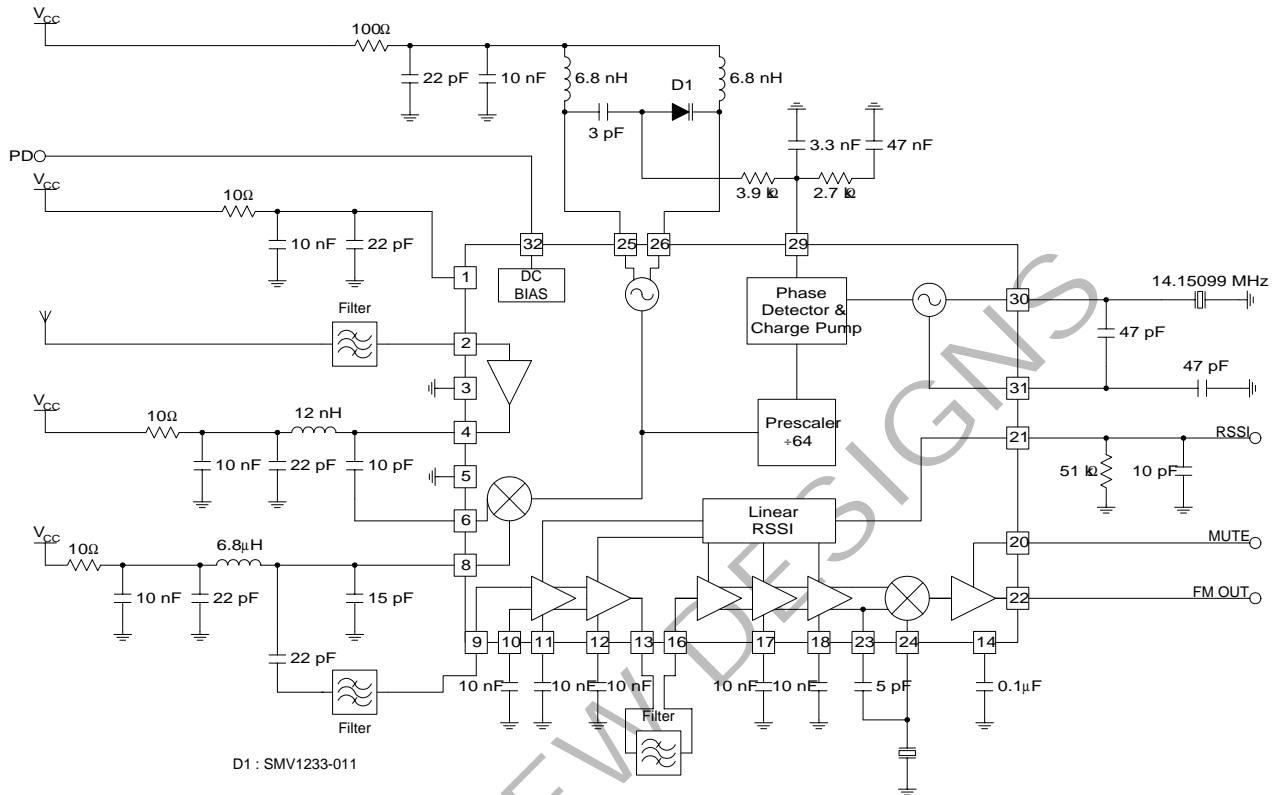 VCC
100Ω
22 pF
10 nF
6.8 nH
6.8 nH
D1
3 pF
3.3 nF
47 nF
3.9 kΩ
2.7 kΩ
PD
VCC
10Ω
10 nF
22 pF
32
25
26
29
DC
BIAS
1
Phase
Detector &
Charge Pump
30
14.15099 MHz
Filter
2
47 pF
3
31
47 pF
VCC
10Ω
12 nH
4
Prescaler
÷64
21
RSSI
10 nF
22 pF
10 pF
5
51 kΩ
10 pF
6
Linear
RSSI
VCC
10Ω
6.8μH
8
20
MUTE
10 nF
22 pF
15 pF
22
FM OUT
9
10
11
12
13
16
17
18
23
24
14
22 pF
10 nF
10 nF
10 nF
10 nF
10 nF
5 pF
0.1μF
Filter
Filter
D1 : SMV1233-011
EW DESIGNS